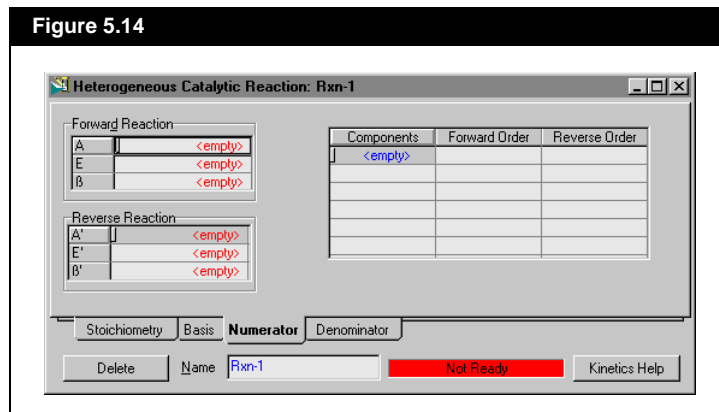 Figure 5.14
Heterogeneous Catalytic Reaction: Rxn-1
Forward Reaction
A <empty>
E <empty>
ß <empty>
Reverse Reaction
A' <empty>
E' <empty>
ß' <empty>
Components Forward Order Reverse Order
<empty>
Stoichiometry Basis Numerator Denominator
Delete Name Rxn-1 Not Ready Kinetics Help